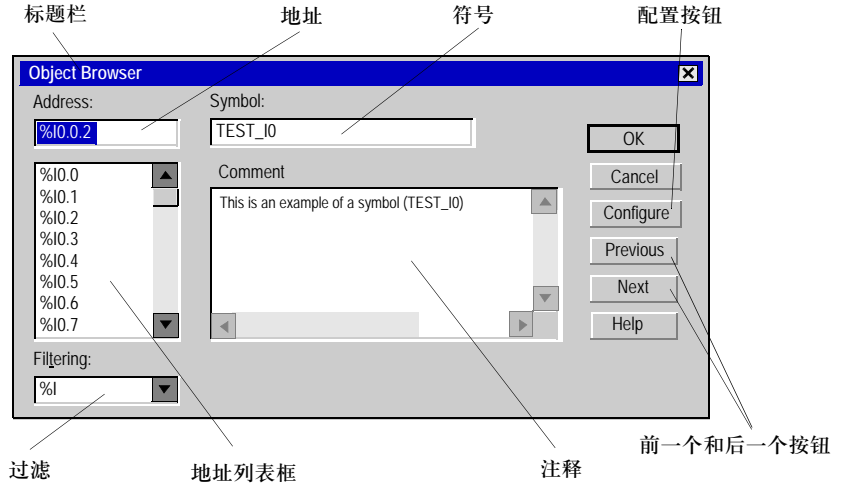 标题栏 地址 符号 配置按钮
Object Browser
Address: Symbol:
%I0.0.2 TEST_I0
OK
%I0.0 Comment Cancel
%I0.1 This is an example of a symbol (TEST_I0)
%I0.2 Configure
%I0.3 Previous
%I0.4
%I0.5 Next
%I0.6
%I0.7 Help
Filtering:
%I
前一个和后一个按钮
过滤 地址列表框 注释